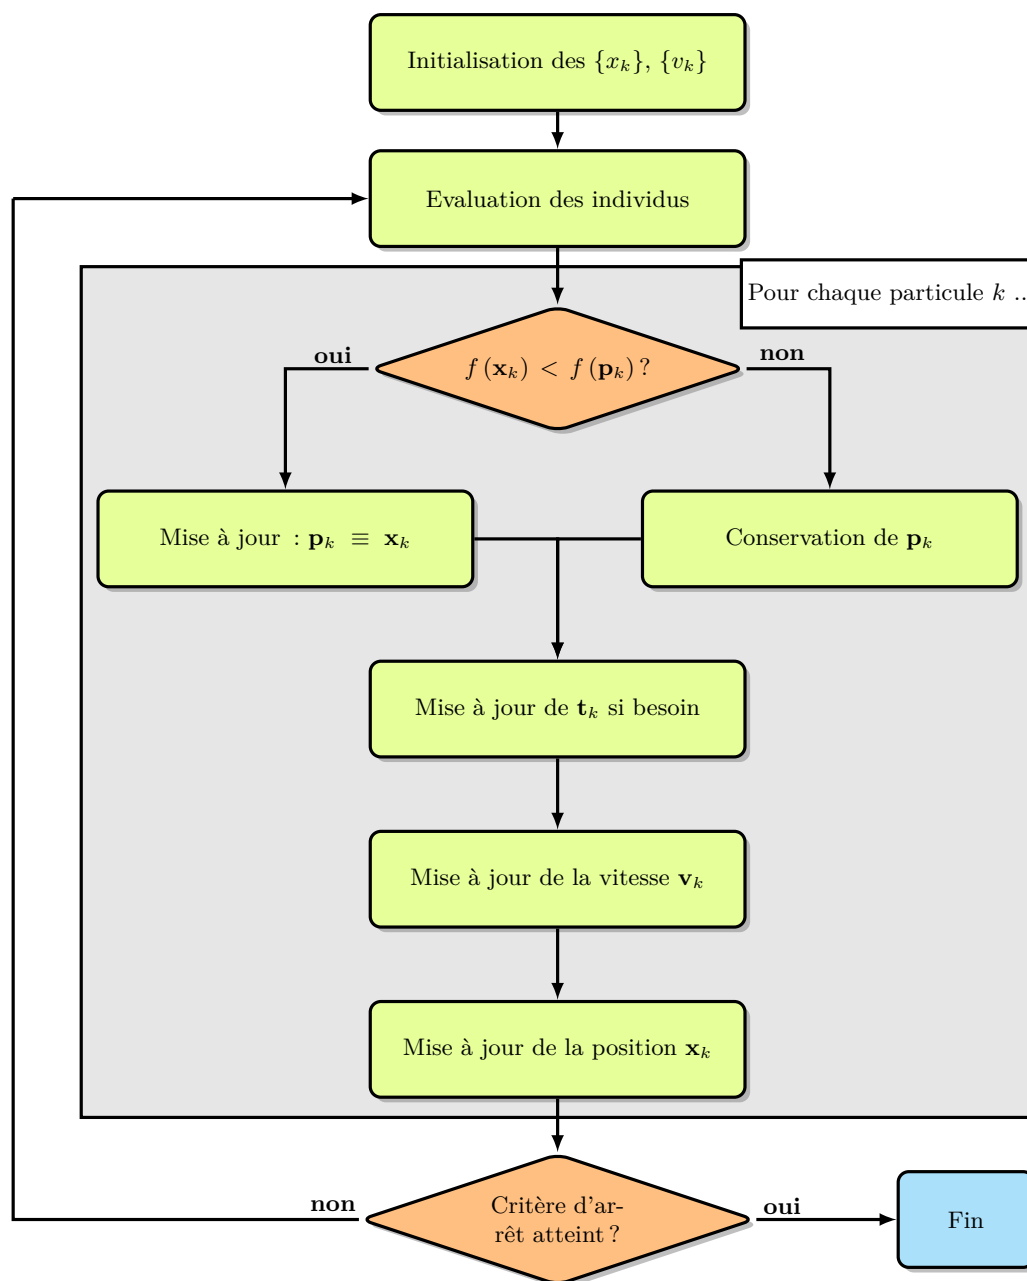 Initialisation des {x_k}, {v_k}
Evaluation des individus
Pour chaque particule k ..
oui
f (x_k) < f (p_k) ?
non
Mise à jour : p_k ≡ x_k
Conservation de p_k
Mise à jour de t_k si besoin
Mise à jour de la vitesse v_k
Mise à jour de la position x_k
non
Critère d'ar-
rêt atteint ?
oui
Fin